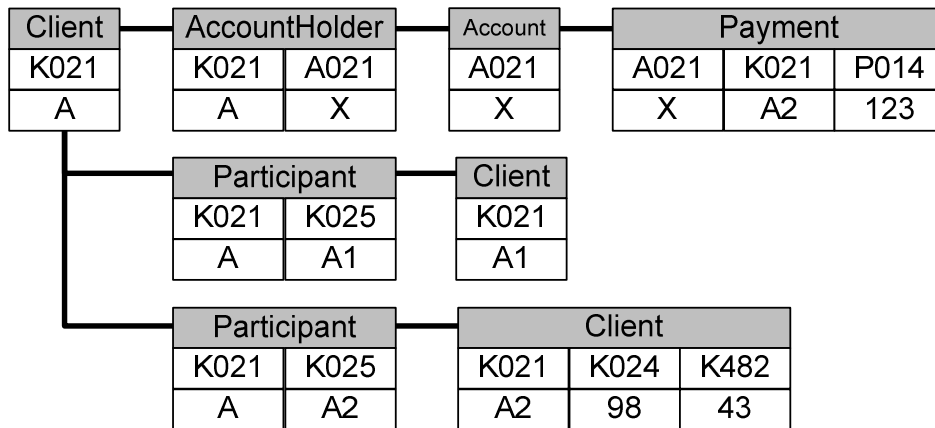 Client AccountHolder Account Payment
K021 K021 A021 A021 A021 K021 P014
A A X X X A2 123
Participant Client
K021 K025 K021
A A1 A1
Participant Client
K021 K025 K021 K024 K482
A A2 A2 98 43